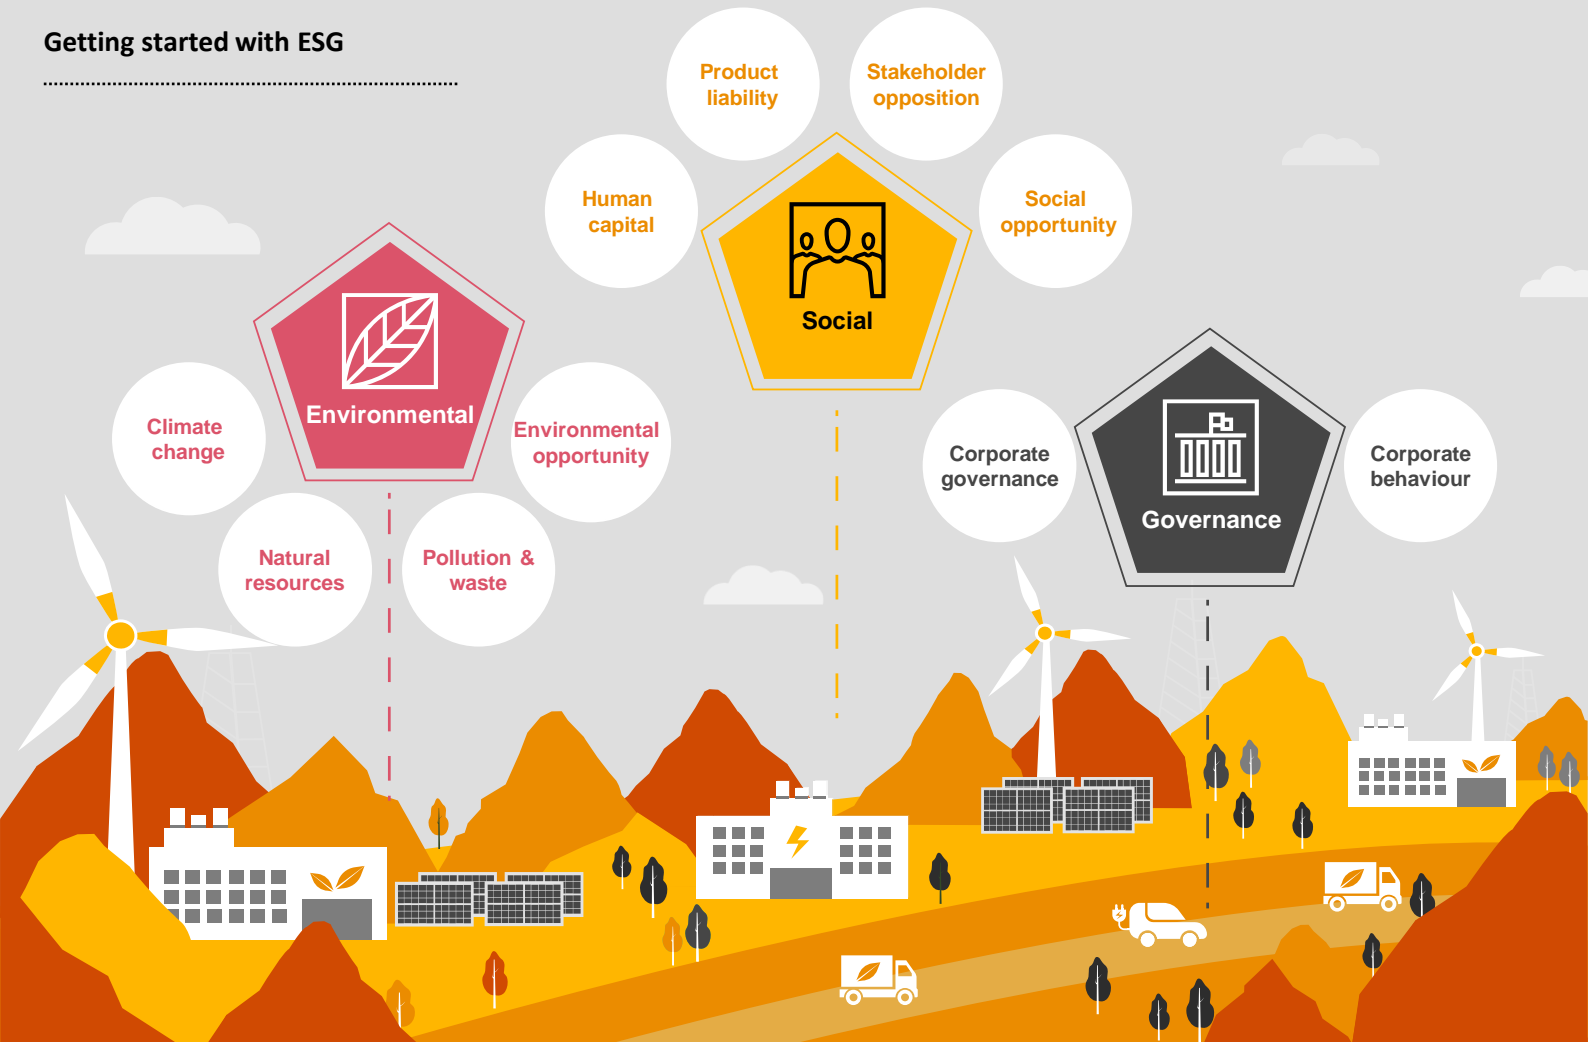 Getting started with ESG
Product
liability
Stakeholder
opposition
Human
capital
Social
opportunity
Social
Environmental
Climate
change
Environmental
opportunity
Natural
resources
Pollution &
waste
Corporate
governance
Governance
Corporate
behaviour